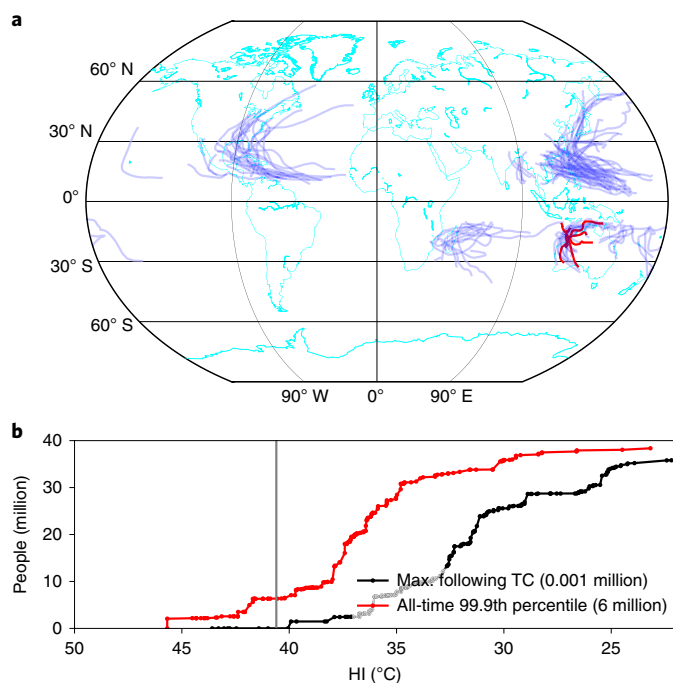 a
60° N
30° N
0°
30° S
60° S
90° W 0° 90° E
b
40
30
20
10
0
People (million)
Max. following TC (0.001 million)
All-time 99.9th percentile (6 million)
50 45 40 35 30 25
HI (°C)